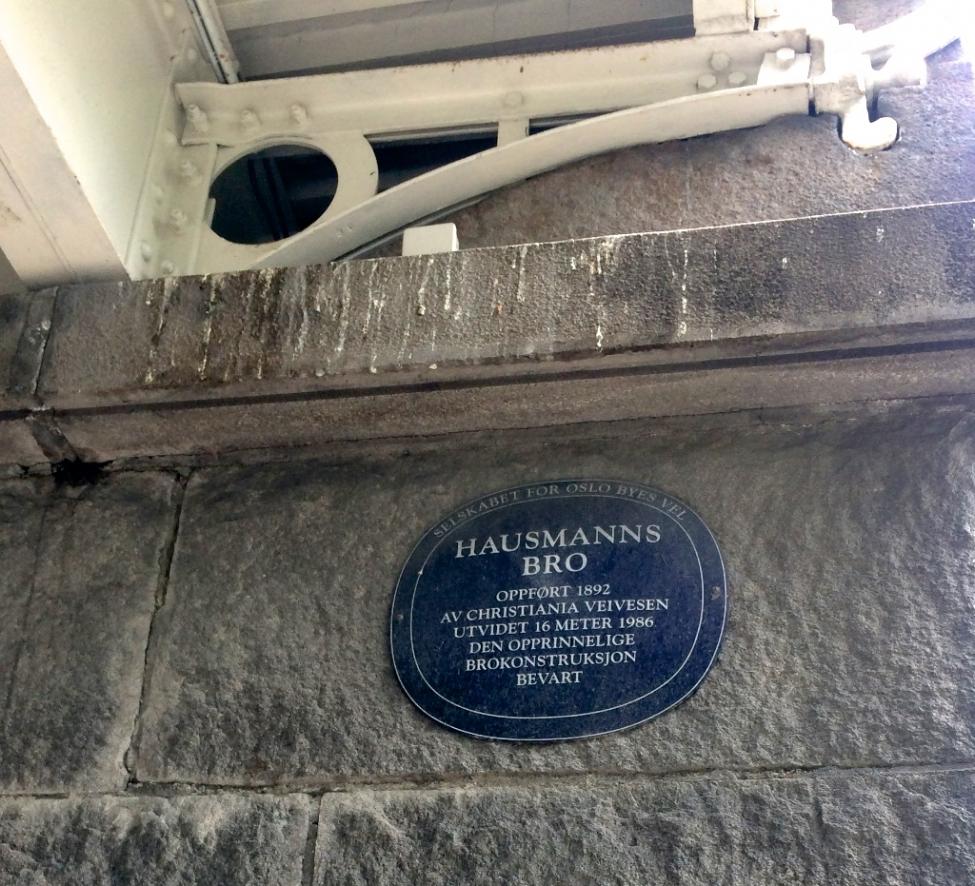 SELSKABET FOR OSLO BYES VEL
HAUSMANNS
BRO
OPPFØRT 1892
AV CHRISTIANIA VEIVESEN
UTVIDET 16 METER 1986
DEN OPPRINNELIGE
BROKONSTRUKSJON
BEVART